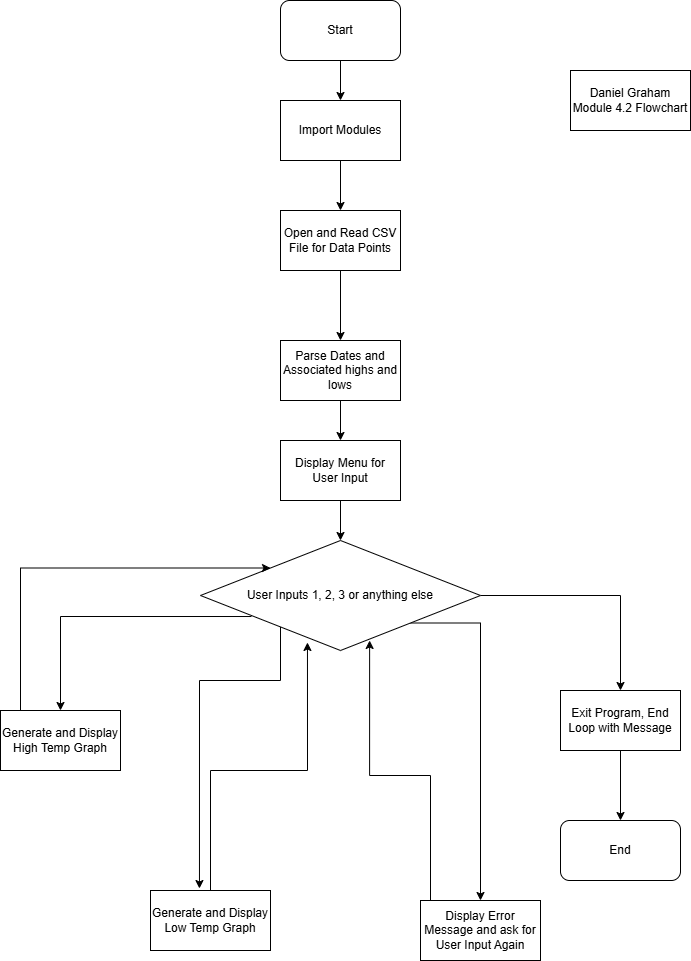 Start
Daniel Graham
Module 4.2 Flowchart
Import Modules
Open and Read CSV
File for Data Points
Parse Dates and
Associated highs and
lows
Display Menu for
User Input
User Inputs 1, 2, 3 or anything else
Generate and Display
High Temp Graph
Exit Program, End
Loop with Message
End
Generate and Display
Low Temp Graph
Display Error
Message and ask for
User Input Again